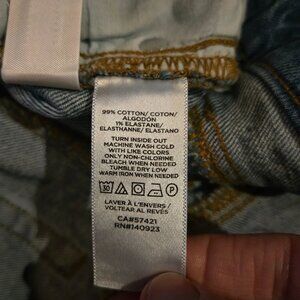 99% COTTON/ COTON/
ALGODÓN
1% ELASTANE/
ELASTHANNE/ ELASTANO
TURN INSIDE OUT
MACHINE WASH COLD
WITH LIKE COLORS
ONLY NON-CHLORINE
BLEACH WHEN NEEDED
TUMBLE DRY LOW
WARM IRON WHEN NEEDED
30 P
LAVER À L'ENVERS /
VOLTEAR AL REVÉS
CA#57421
RN#140923